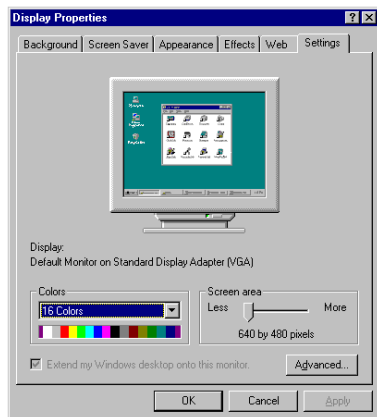 Display Properties
Background Screen Saver Appearance Effects Web Settings
Display:
Default Monitor on Standard Display Adapter (VGA)
Colors
16 Colors
Screen area
Less More
640 by 480 pixels
Extend my Windows desktop onto this monitor.
Advanced...
OK Cancel Apply